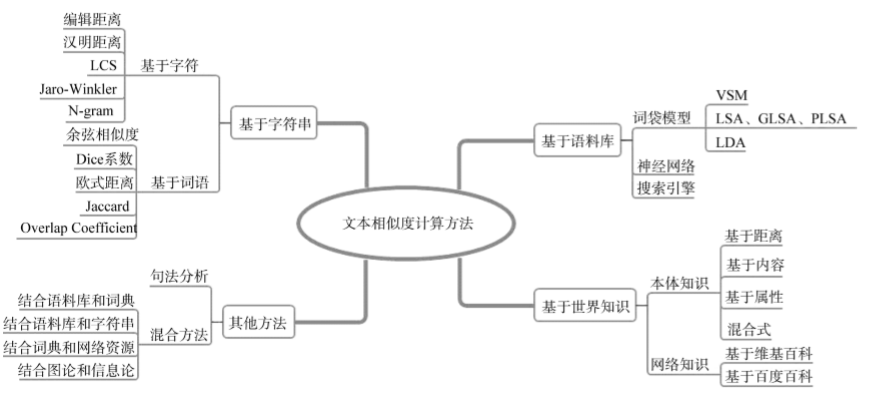 编辑距离
汉明距离
LCS
Jaro-Winkler
N-gram
基于字符
余弦相似度
Dice系数
欧式距离
Jaccard
Overlap Coefficient
基于词语
基于字符串
句法分析
结合语料库和词典
结合语料库和字符串
结合词典和网络资源
结合图论和信息论
混合方法
其他方法
文本相似度计算方法
基于语料库
词袋模型
VSM
LSA、GLSA、PLSA
LDA
神经网络
搜索引擎
基于世界知识
本体知识
基于距离
基于内容
基于属性
混合式
网络知识
基于维基百科
基于百度百科